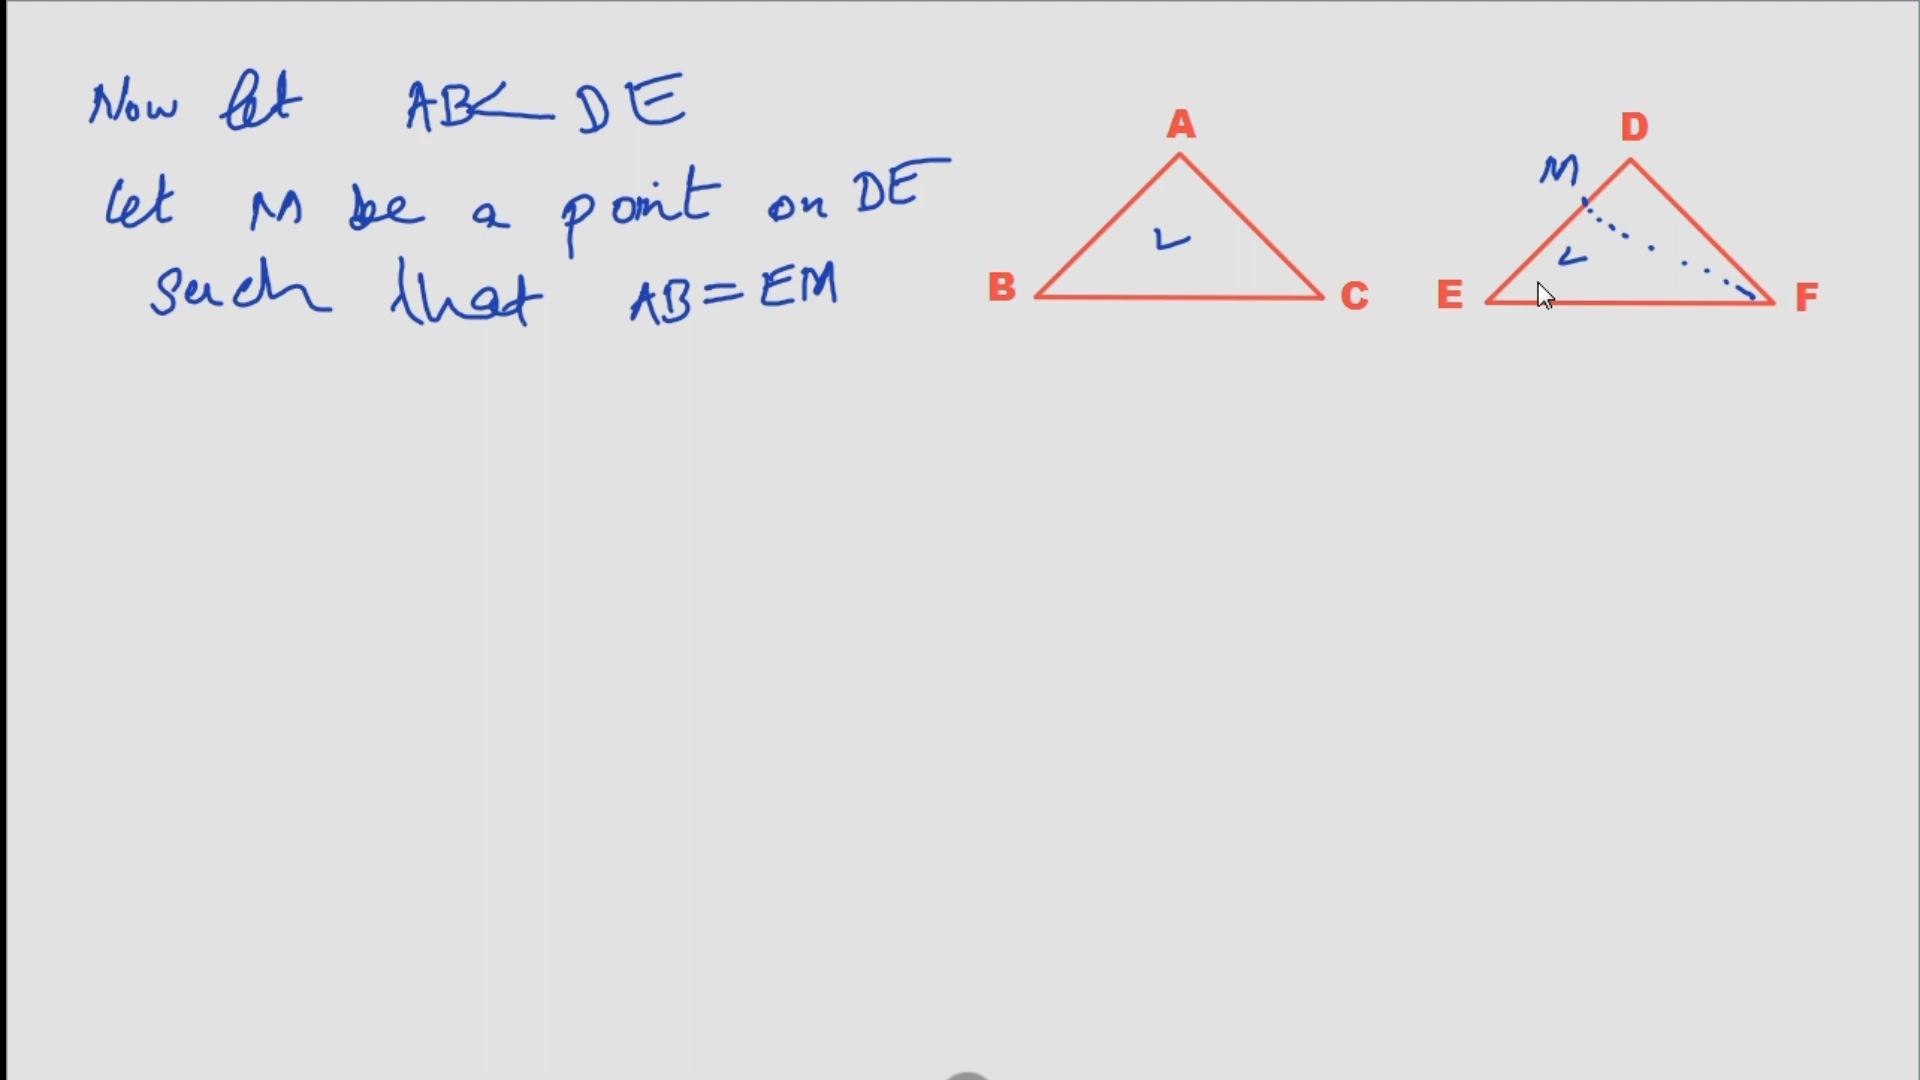 Now let AB < DE
Let M be a point on DE
such that AB = EM
A
B
C
D
M
E
F